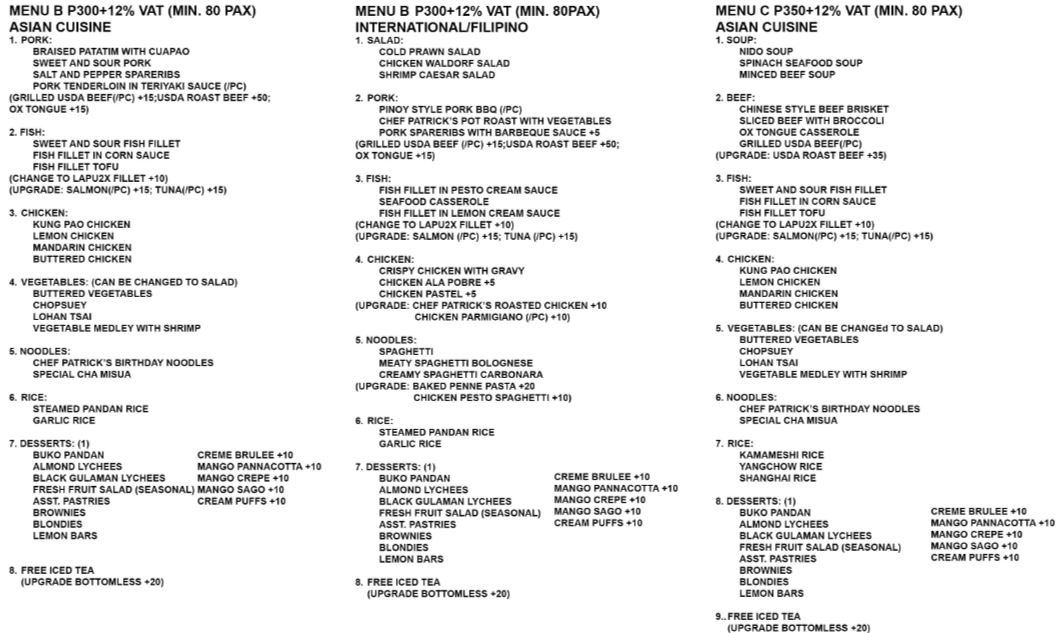 MENU B P300+12% VAT (MIN. 80 PAX)
ASIAN CUISINE
1. PORK:
BRAISED PATATIM WITH CUAPAO
SWEET AND SOUR PORK
SALT AND PEPPER SPARERIBS
PORK TENDERLOIN IN TERIYAKI SAUCE (/PC)
(GRILLED USDA BEEF(/PC) +15;USDA ROAST BEEF +50;
OX TONGUE +15)
2. FISH:
SWEET AND SOUR FISH FILLET
FISH FILLET IN CORN SAUCE
FISH FILLET TOFU
(CHANGE TO LAPU2X FILLET +10)
(UPGRADE: SALMON(/PC) +15; TUNA(/PC) +15)
3. CHICKEN:
KUNG PAO CHICKEN
LEMON CHICKEN
MANDARIN CHICKEN
BUTTERED CHICKEN
4. VEGETABLES: (CAN BE CHANGED TO SALAD)
BUTTERED VEGETABLES
CHOPSUEY
LOHAN TSAI
VEGETABLE MEDLEY WITH SHRIMP
5. NOODLES:
CHEF PATRICK'S BIRTHDAY NOODLES
SPECIAL CHA MISUA
6. RICE:
STEAMED PANDAN RICE
GARLIC RICE
7. DESSERTS: (1)
BUKO PANDAN CREME BRULEE +10
ALMOND LYCHEES MANGO PANNACOTTA +10
BLACK GULAMAN LYCHEES MANGO CREPE +10
FRESH FRUIT SALAD (SEASONAL) MANGO SAGO +10
ASST. PASTRIES CREAM PUFFS +10
BROWNIES
BLONDIES
LEMON BARS
8. FREE ICED TEA
(UPGRADE BOTTOMLESS +20)
MENU B P300+12% VAT (MIN. 80PAX)
INTERNATIONAL/FILIPINO
1. SALAD:
COLD PRAWN SALAD
CHICKEN WALDORF SALAD
SHRIMP CAESAR SALAD
2. PORK:
PINOY STYLE PORK BBQ (/PC)
CHEF PATRICK'S POT ROAST WITH VEGETABLES
PORK SPARERIBS WITH BARBEQUE SAUCE +5
(GRILLED USDA BEEF (/PC) +15;USDA ROAST BEEF +50;
OX TONGUE +15)
3. FISH:
FISH FILLET IN PESTO CREAM SAUCE
SEAFOOD CASSEROLE
FISH FILLET IN LEMON CREAM SAUCE
(CHANGE TO LAPU2X FILLET +10)
(UPGRADE: SALMON (/PC) +15; TUNA (/PC) +15)
4. CHICKEN:
CRISPY CHICKEN WITH GRAVY
CHICKEN ALA POBRE +5
CHICKEN PASTEL +5
(UPGRADE: CHEF PATRICK'S ROASTED CHICKEN +10
CHICKEN PARMIGIANO (/PC) +10)
5. NOODLES:
SPAGHETTI
MEATY SPAGHETTI BOLOGNESE
CREAMY SPAGHETTI CARBONARA
(UPGRADE: BAKED PENNE PASTA +20
CHICKEN PESTO SPAGHETTI +10)
6. RICE:
STEAMED PANDAN RICE
GARLIC RICE
7. DESSERTS: (1)
BUKO PANDAN CREME BRULEE +10
ALMOND LYCHEES MANGO PANNACOTTA +10
BLACK GULAMAN LYCHEES MANGO CREPE +10
FRESH FRUIT SALAD (SEASONAL) MANGO SAGO +10
ASST. PASTRIES CREAM PUFFS +10
BROWNIES
BLONDIES
LEMON BARS
8. FREE ICED TEA
(UPGRADE BOTTOMLESS +20)
MENU C P350+12% VAT (MIN. 80 PAX)
ASIAN CUISINE
1. SOUP:
NIDO SOUP
SPINACH SEAFOOD SOUP
MINCED BEEF SOUP
2. BEEF:
CHINESE STYLE BEEF BRISKET
SLICED BEEF WITH BROCCOLI
OX TONGUE CASSEROLE
GRILLED USDA BEEF(/PC)
(UPGRADE: USDA ROAST BEEF +35)
3. FISH:
SWEET AND SOUR FISH FILLET
FISH FILLET IN CORN SAUCE
FISH FILLET TOFU
(CHANGE TO LAPU2X FILLET +10)
(UPGRADE: SALMON(/PC) +15; TUNA(/PC) +15)
4. CHICKEN:
KUNG PAO CHICKEN
LEMON CHICKEN
MANDARIN CHICKEN
BUTTERED CHICKEN
5. VEGETABLES: (CAN BE CHANGEd TO SALAD)
BUTTERED VEGETABLES
CHOPSUEY
LOHAN TSAI
VEGETABLE MEDLEY WITH SHRIMP
6. NOODLES:
CHEF PATRICK'S BIRTHDAY NOODLES
SPECIAL CHA MISUA
7. RICE:
KAMAMESHI RICE
YANGCHOW RICE
SHANGHAI RICE
8. DESSERTS: (1)
BUKO PANDAN CREME BRULEE +10
ALMOND LYCHEES MANGO PANNACOTTA +10
BLACK GULAMAN LYCHEES MANGO CREPE +10
FRESH FRUIT SALAD (SEASONAL) MANGO SAGO +10
ASST. PASTRIES CREAM PUFFS +10
BROWNIES
BLONDIES
LEMON BARS
9..FREE ICED TEA
(UPGRADE BOTTOMLESS +20)